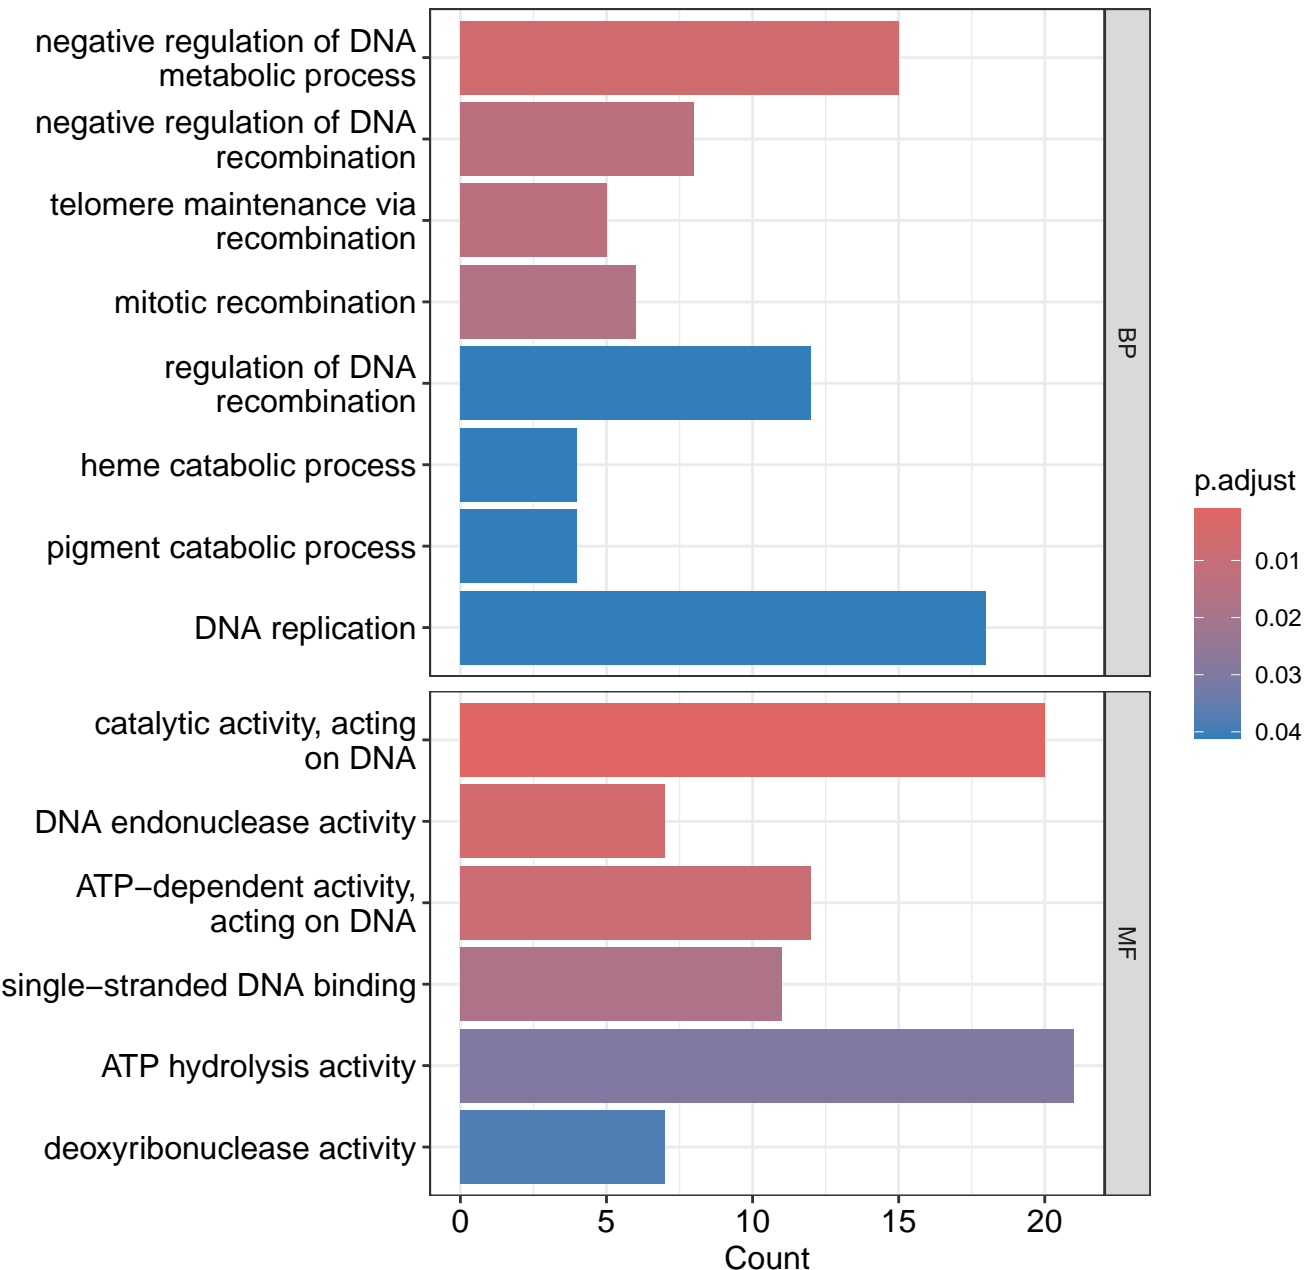 negative regulation of DNA
metabolic process
negative regulation of DNA
recombination
telomere maintenance via
recombination
mitotic recombination
regulation of DNA
recombination
heme catabolic process
pigment catabolic process
DNA replication
BP
catalytic activity, acting
on DNA
DNA endonuclease activity
ATP−dependent activity,
acting on DNA
single−stranded DNA binding
ATP hydrolysis activity
deoxyribonuclease activity
MF
0 5 10 15 20
Count
p.adjust
0.01
0.02
0.03
0.04